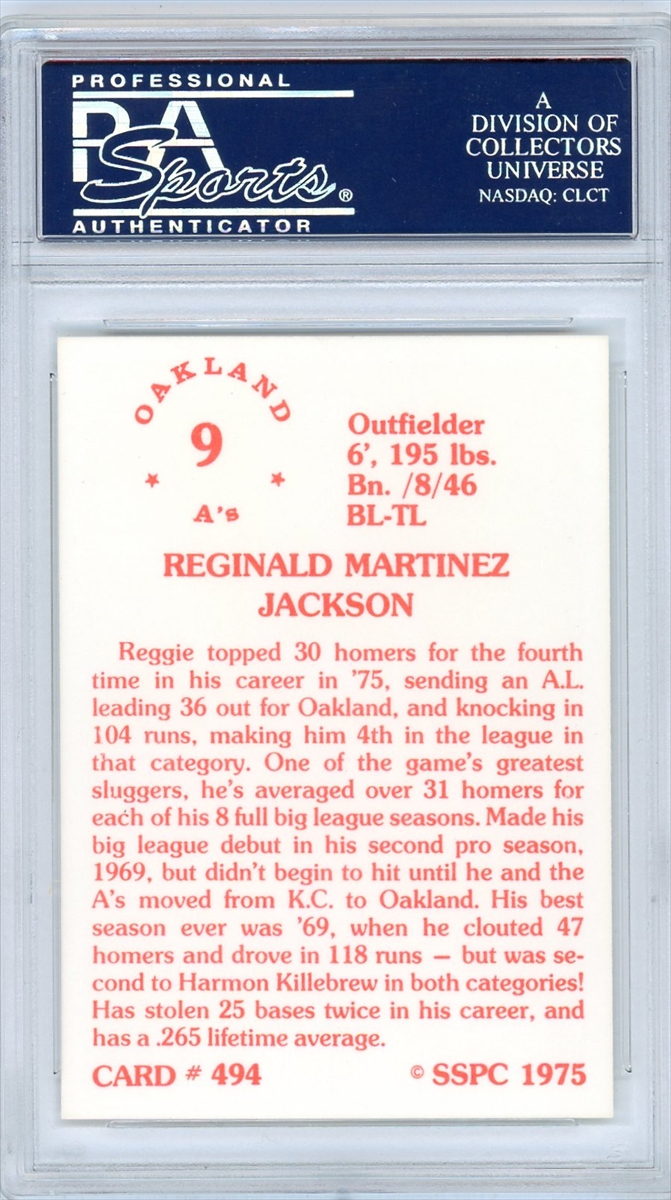 PROFESSIONAL
PSA
Sports®
AUTHENTICATOR
A
DIVISION OF
COLLECTORS
UNIVERSE
NASDAQ: CLCT
OAKLAND
9
A's
Outfielder
6', 195 lbs.
Bn. /8/46
BL-TL
REGINALD MARTINEZ
JACKSON
Reggie topped 30 homers for the fourth
time in his career in '75, sending an A.L.
leading 36 out for Oakland, and knocking in
104 runs, making him 4th in the league in
that category. One of the game's greatest
sluggers, he's averaged over 31 homers for
each of his 8 full big league seasons. Made his
big league debut in his second pro season,
1969, but didn't begin to hit until he and the
A's moved from K.C. to Oakland. His best
season ever was '69, when he clouted 47
homers and drove in 118 runs — but was se-
cond to Harmon Killebrew in both categories!
Has stolen 25 bases twice in his career, and
has a .265 lifetime average.
CARD # 494 © SSPC 1975